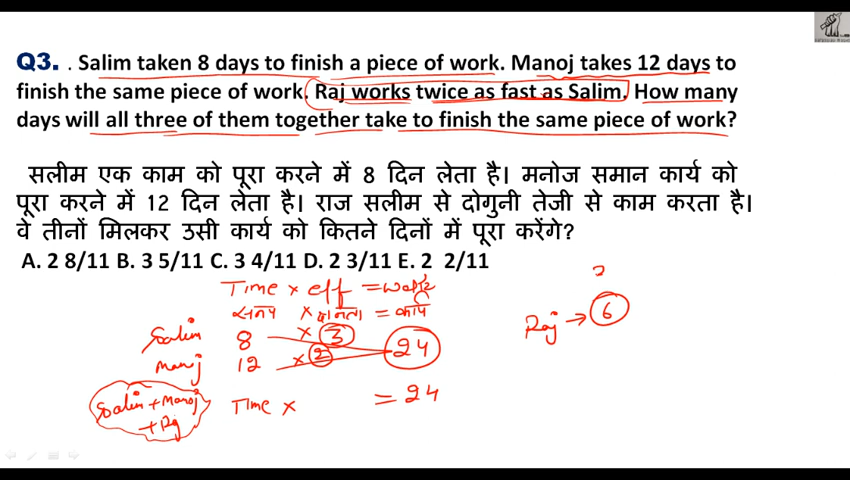 Q3. . Salim taken 8 days to finish a piece of work. Manoj takes 12 days to
finish the same piece of work. Raj works twice as fast as Salim. How many
days will all three of them together take to finish the same piece of work?
सलीम एक काम को पूरा करने में 8 दिन लेता है। मनोज समान कार्य को
पूरा करने में 12 दिन लेता है। राज सलीम से दोगुनी तेजी से काम करता है।
वे तीनों मिलकर उसी कार्य को कितने दिनों में पूरा करेंगे?
A. 2 8/11 B. 3 5/11 C. 3 4/11 D. 2 3/11 E. 2 2/11
Time × eff = work
समय × क्षमता = कार्य
Salim 8 × 3 24
Manoj 12 × 2
Raj → 6
Salim + Manoj Time × = 24
+ Raj